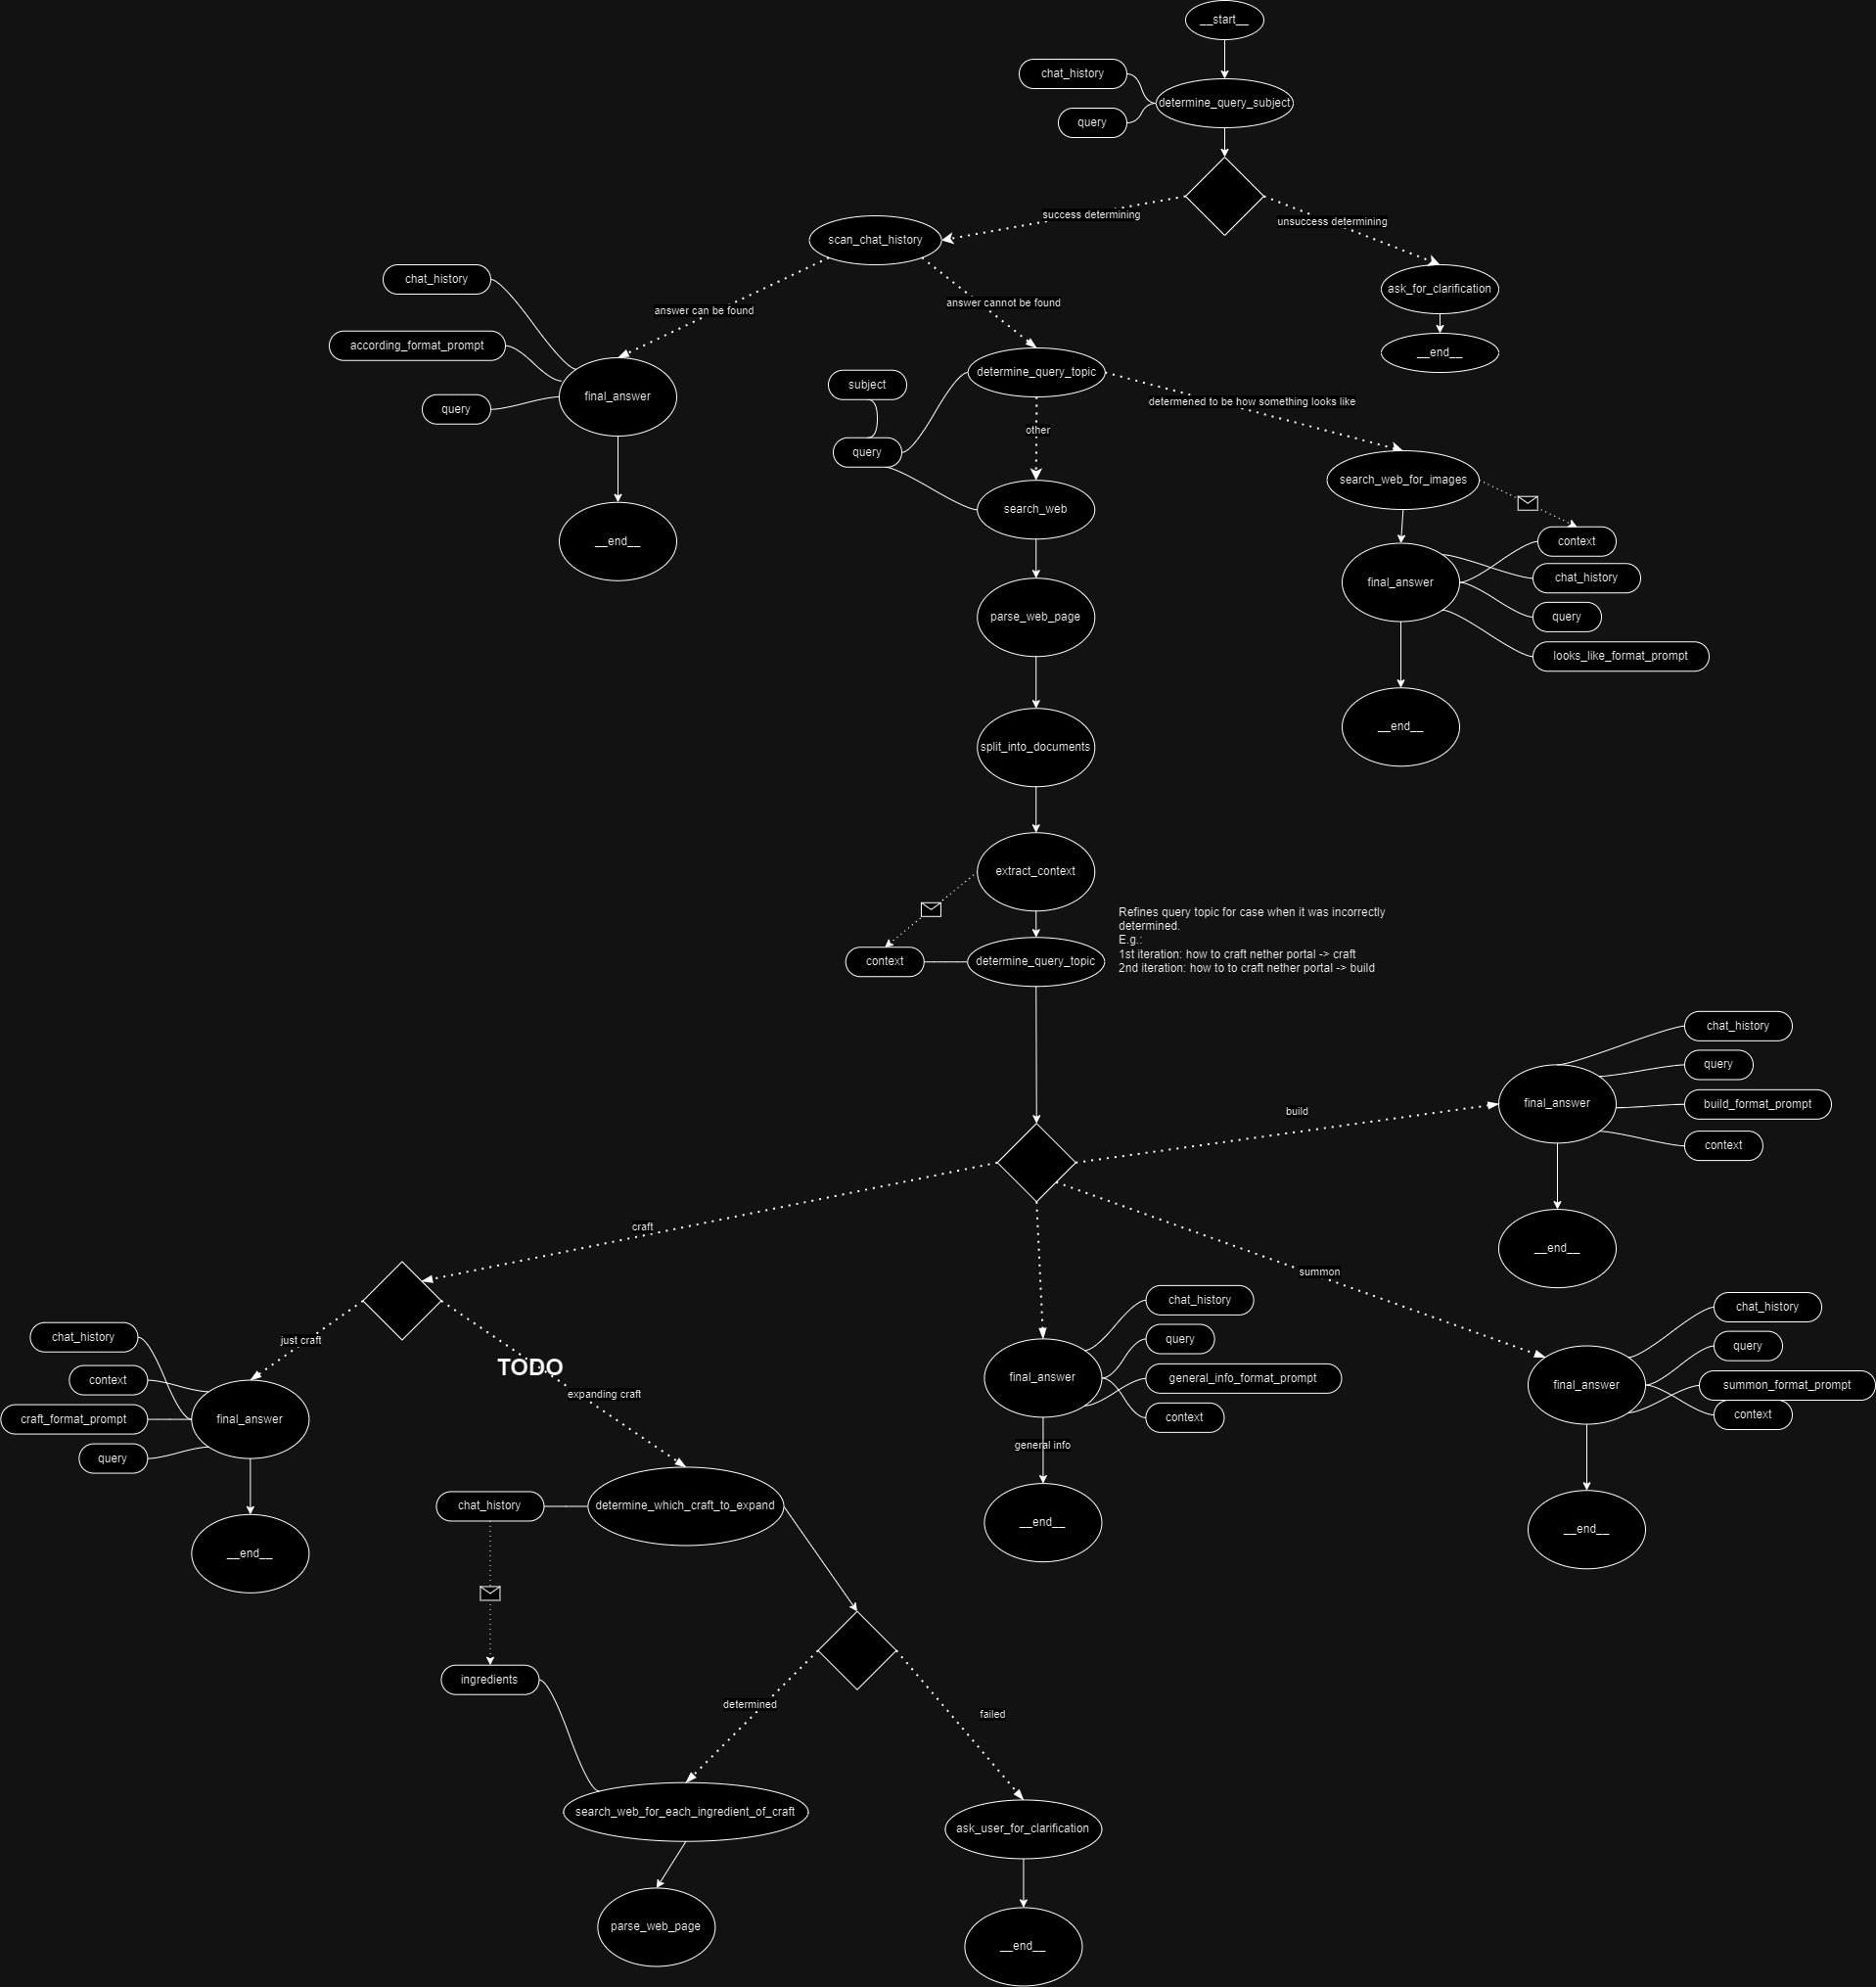 __start__
chat_history
determine_query_subject
query
success determining
unsuccess determining
scan_chat_history
chat_history
ask_for_clarification
answer cannot be found
answer can be found
according_format_prompt
__end__
determine_query_topic
subject
final_answer
determened to be how something looks like
query
other
query
search_web_for_images
search_web
__end__
context
chat_history
final_answer
parse_web_page
query
looks_like_format_prompt
__end__
split_into_documents
extract_context
Refines query topic for case when it was incorrectly
determined.
E.g.:
1st iteration: how to craft nether portal -> craft
2nd iteration: how to to craft nether portal -> build
context
determine_query_topic
chat_history
query
final_answer
build_format_prompt
build
context
craft
__end__
summon
chat_history
chat_history
chat_history
just craft
query
query
TODO
context
final_answer
general_info_format_prompt
final_answer
summon_format_prompt
expanding craft
context
context
craft_format_prompt
final_answer
general info
query
chat_history
determine_which_craft_to_expand
__end__
__end__
__end__
ingredients
determined
failed
search_web_for_each_ingredient_of_craft
ask_user_for_clarification
parse_web_page
__end__